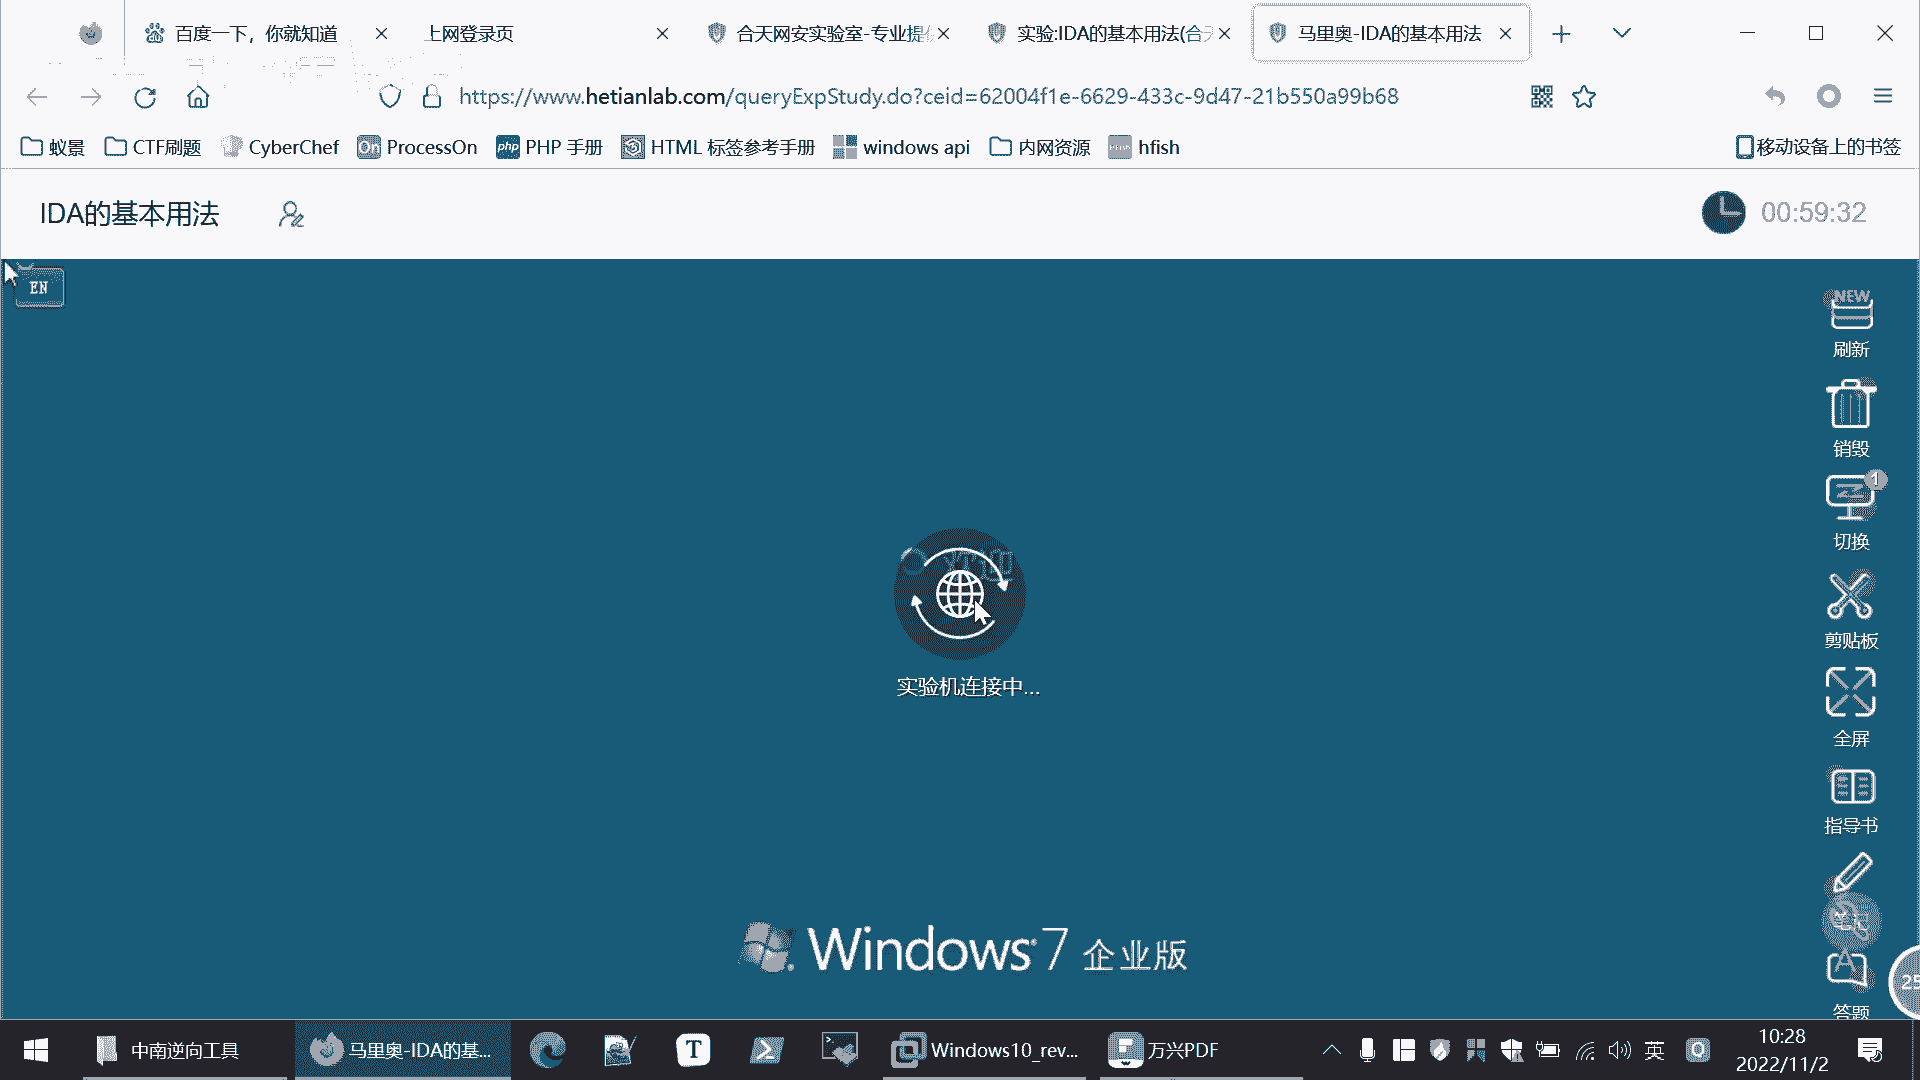 百度一下，你就知道
上网登录页
合天网安实验室-专业提供
实验:IDA的基本用法(合天
马里奥-IDA的基本用法
https://www.hetianlab.com/queryExpStudy.do?ceid=62004f1e-6629-433c-9d47-21b550a99b68
蚁景
CTF刷题
CyberChef
ProcessOn
PHP 手册
HTML 标签参考手册
windows api
内网资源
hfish
移动设备上的书签
IDA的基本用法
00:59:32
EN
NEW
刷新
销毁
1
切换
剪贴板
全屏
指导书
笔记
答题
25
实验机连接中...
Windows 7 企业版
中南逆向工具
马里奥-IDA的基...
Windows10_rev...
万兴PDF
英
10:28
2022/11/2